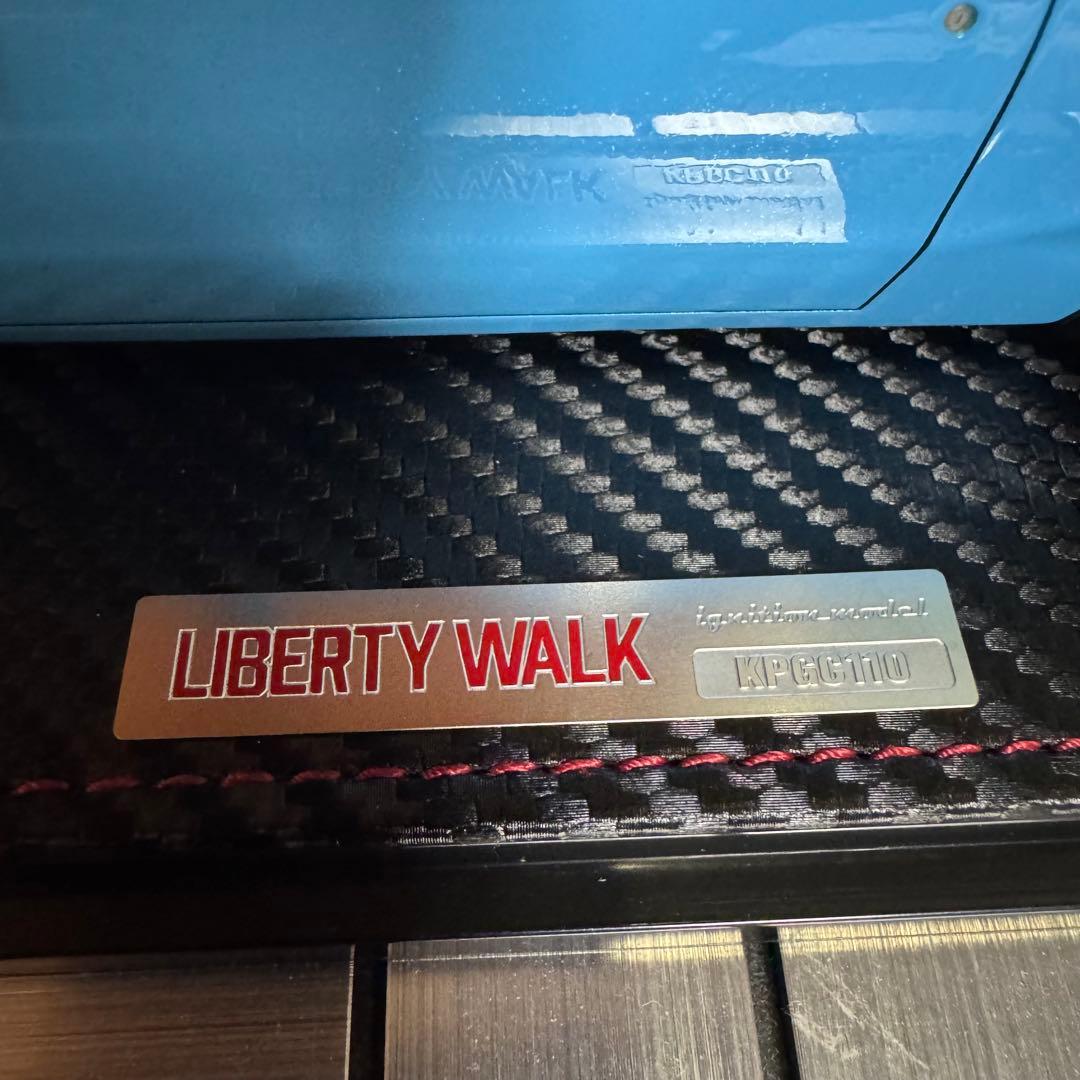 LIBERTY WALK
ignition model
KPGC110